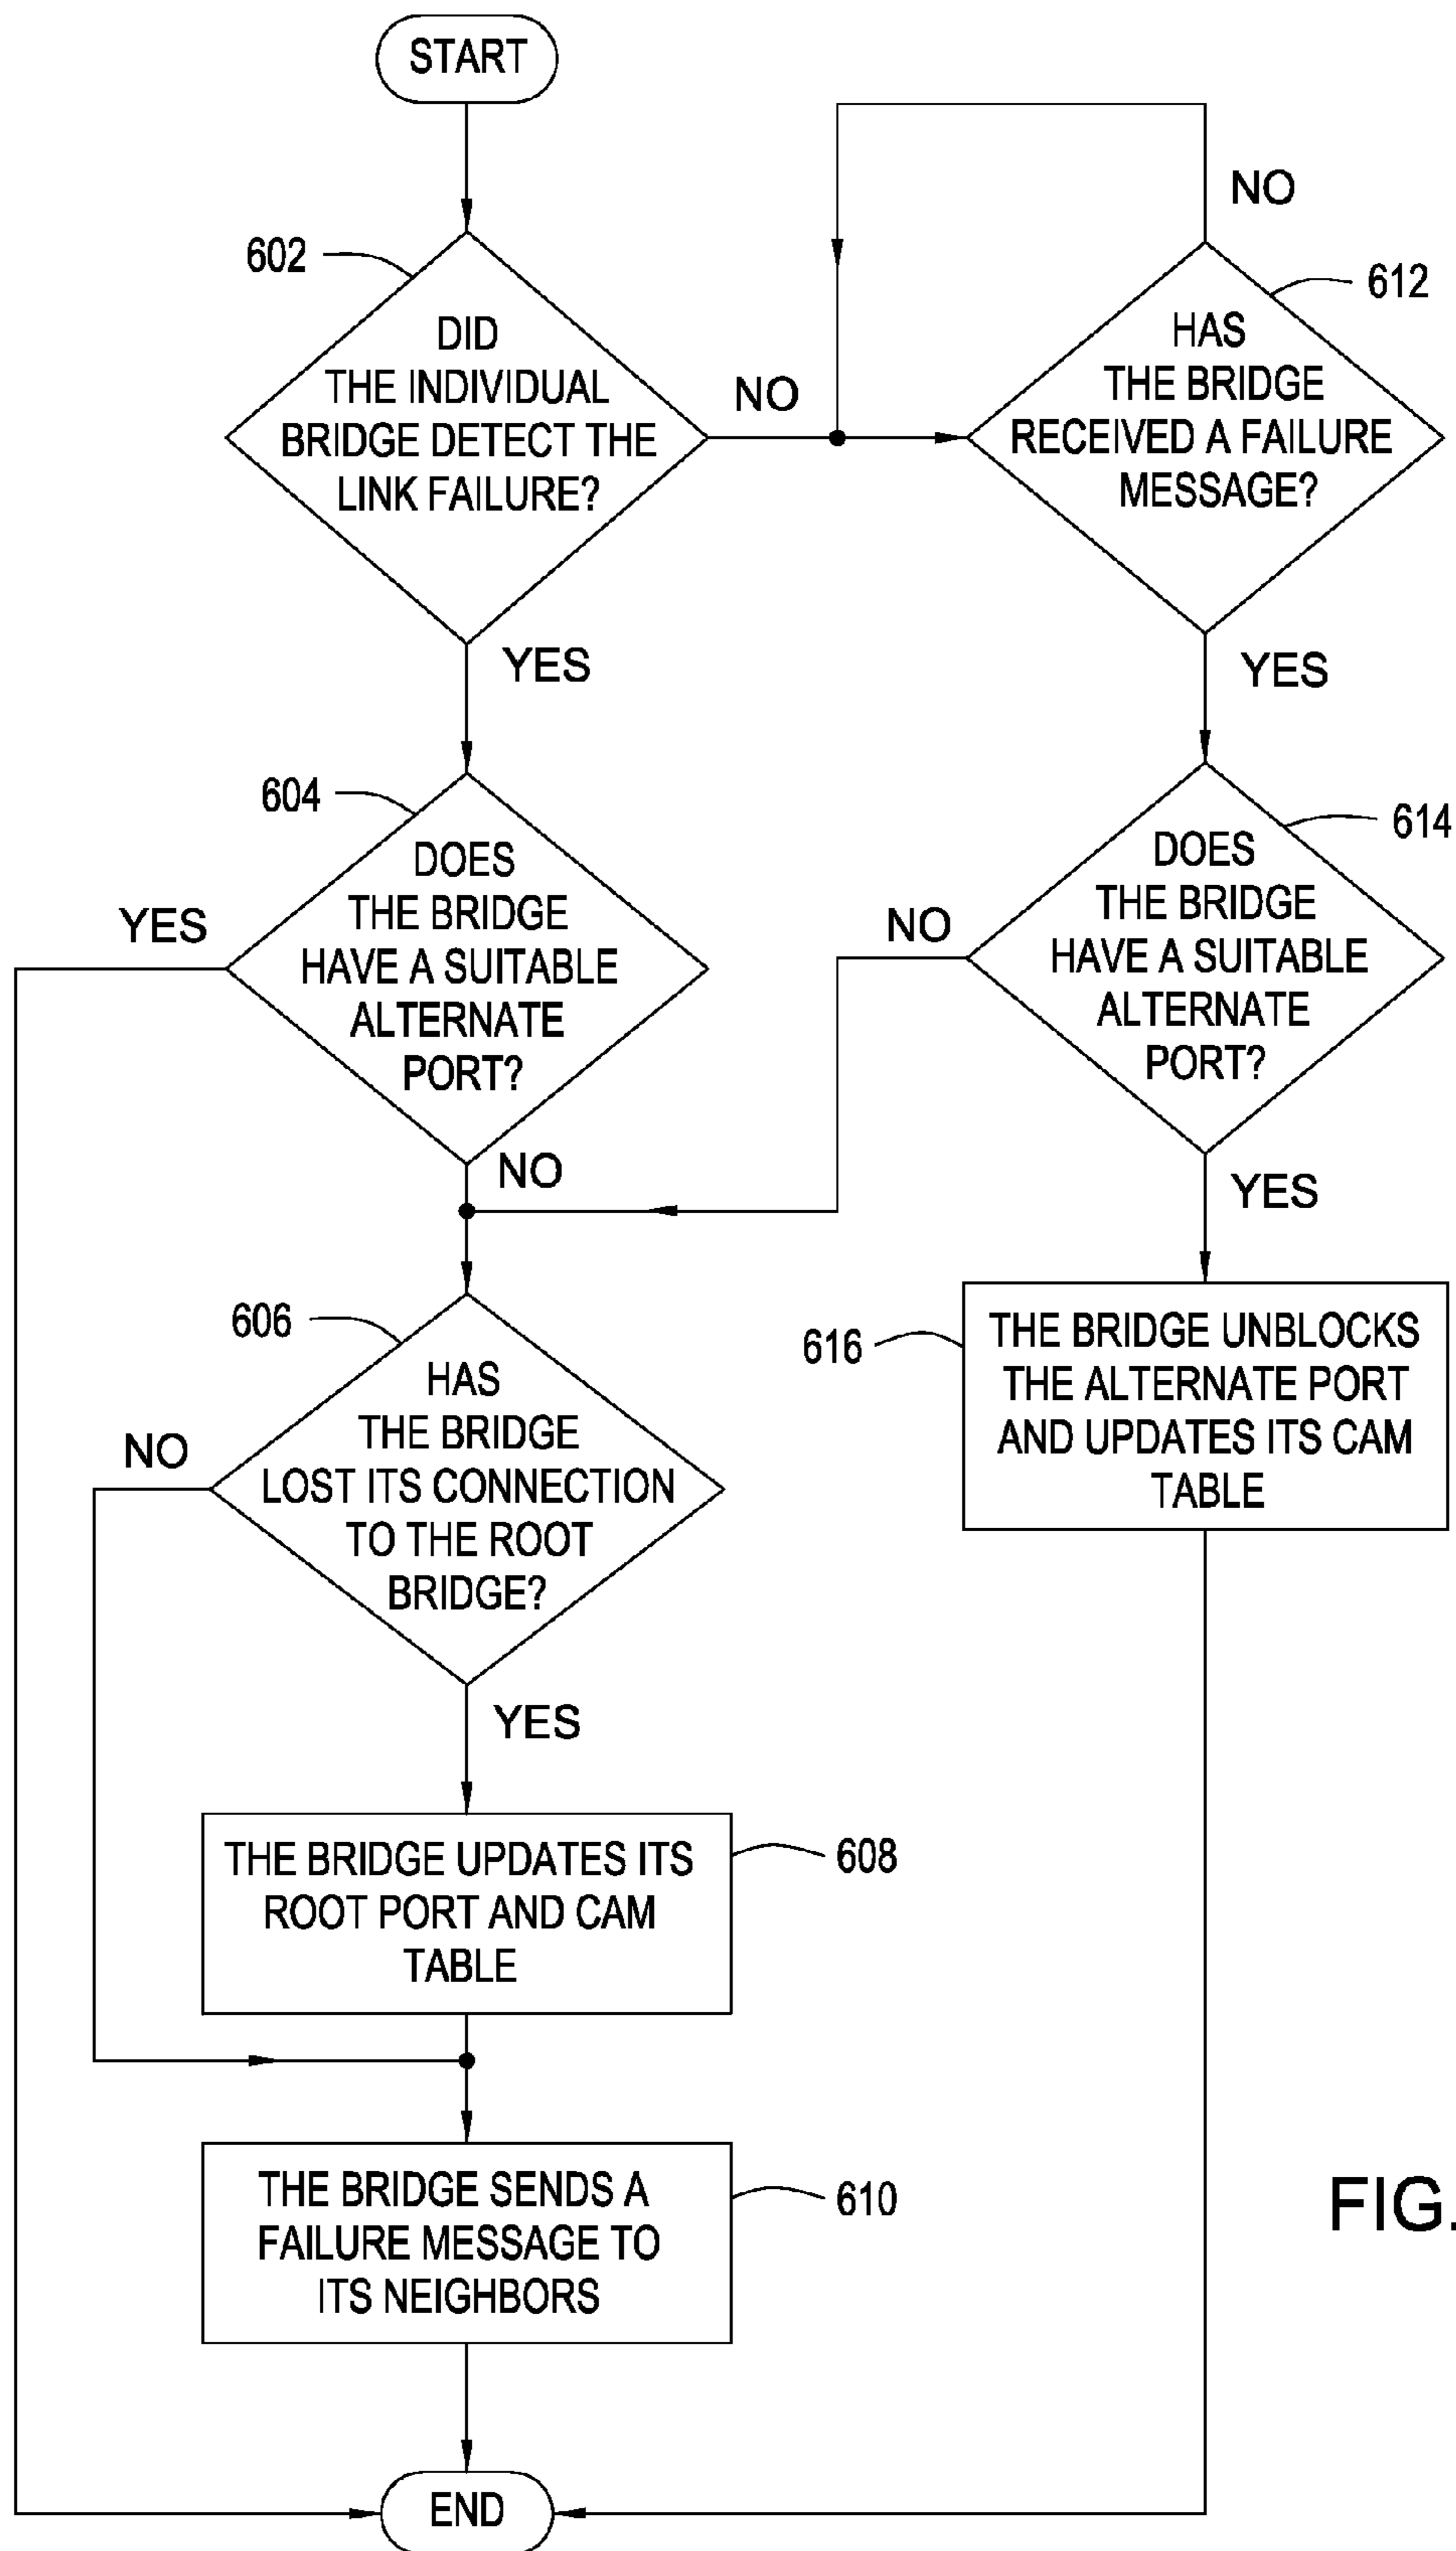 START
602
DID
THE INDIVIDUAL
BRIDGE DETECT THE
LINK FAILURE?
NO
YES
NO
612
HAS
THE BRIDGE
RECEIVED A FAILURE
MESSAGE?
YES
604
DOES
THE BRIDGE
HAVE A SUITABLE
ALTERNATE
PORT?
YES
NO
614
DOES
THE BRIDGE
HAVE A SUITABLE
ALTERNATE
PORT?
NO
YES
606
HAS
THE BRIDGE
LOST ITS CONNECTION
TO THE ROOT
BRIDGE?
NO
YES
616
THE BRIDGE UNBLOCKS
THE ALTERNATE PORT
AND UPDATES ITS CAM
TABLE
THE BRIDGE UPDATES ITS
ROOT PORT AND CAM
TABLE
608
THE BRIDGE SENDS A
FAILURE MESSAGE TO
ITS NEIGHBORS
610
FIG.
END